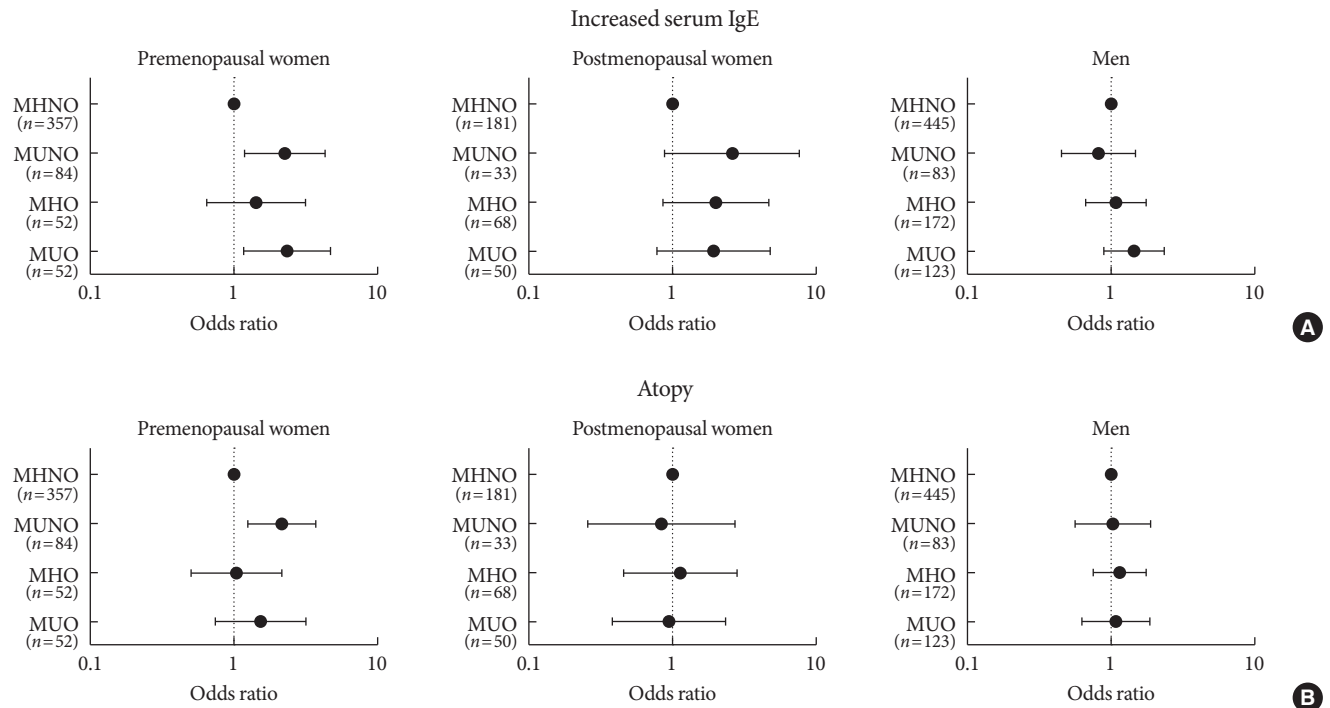 Increased serum IgE
Premenopausal women
MHNO
(n=357)
MUNO
(n=84)
MHO
(n=52)
MUO
(n=52)
0.1 1 10
Odds ratio
Postmenopausal women
MHNO
(n=181)
MUNO
(n=33)
MHO
(n=68)
MUO
(n=50)
0.1 1 10
Odds ratio
Men
MHNO
(n=445)
MUNO
(n=83)
MHO
(n=172)
MUO
(n=123)
0.1 1 10
Odds ratio
A
Atopy
Premenopausal women
MHNO
(n=357)
MUNO
(n=84)
MHO
(n=52)
MUO
(n=52)
0.1 1 10
Odds ratio
Postmenopausal women
MHNO
(n=181)
MUNO
(n=33)
MHO
(n=68)
MUO
(n=50)
0.1 1 10
Odds ratio
Men
MHNO
(n=445)
MUNO
(n=83)
MHO
(n=172)
MUO
(n=123)
0.1 1 10
Odds ratio
B